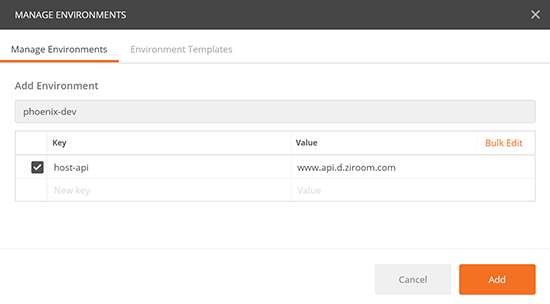 MANAGE ENVIRONMENTS
Manage Environments Environment Templates
Add Environment
phoenix-dev
Key Value Bulk Edit
host-api www.api.d.ziroom.com
New key Value
Cancel Add